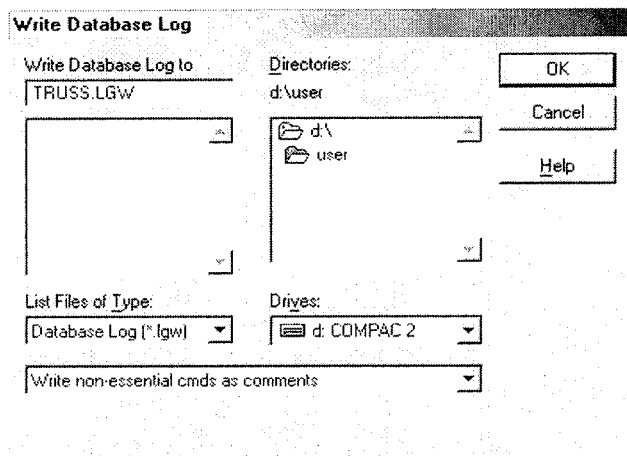 Write Database Log
Write Database Log to
TRUSS.LGW
Directories:
d:\user
d:\
user
OK
Cancel
Help
List Files of Type:
Database Log (*.lgw)
Drives:
d: COMPAC 2
Write non-essential cmds as comments